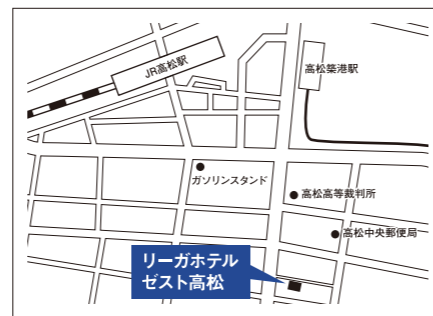 JR高松駅
高松築港駅
ガソリンスタンド
高松高等裁判所
高松中央郵便局
リーガホテル
ゼスト高松